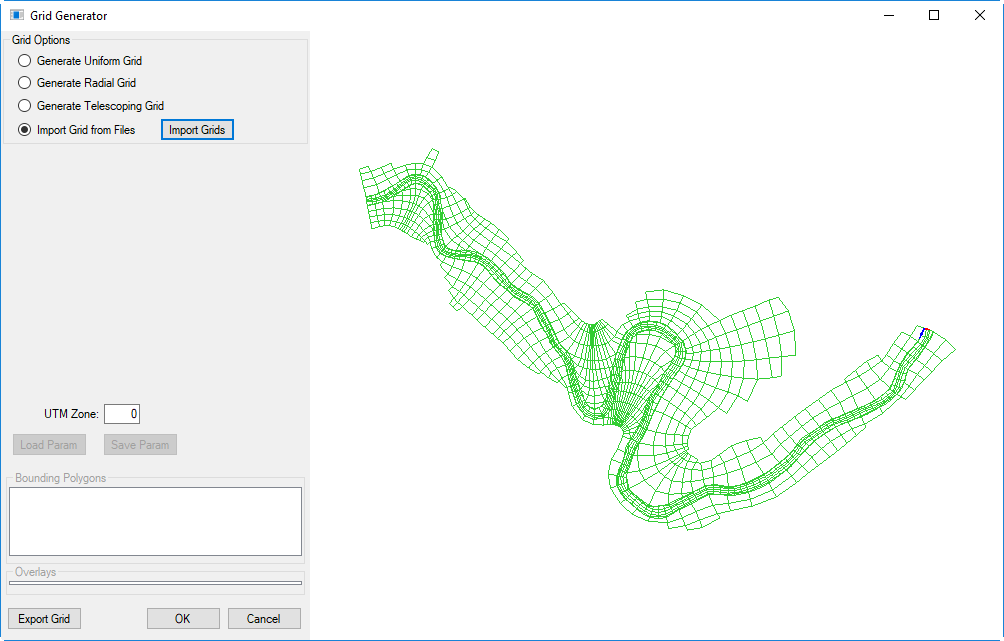 Grid Generator
Grid Options
Generate Uniform Grid
Generate Radial Grid
Generate Telescoping Grid
Import Grid from Files Import Grids
UTM Zone: 0
Load Param Save Param
Bounding Polygons
Overlays
Export Grid OK Cancel